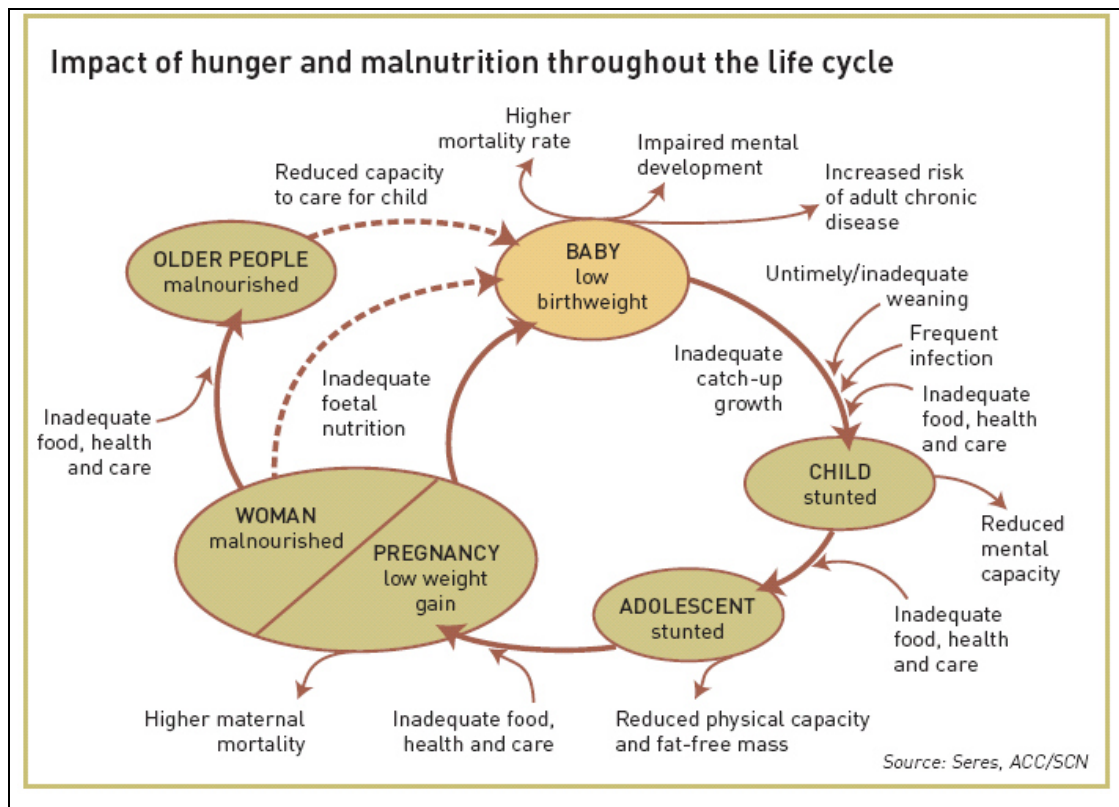 Impact of hunger and malnutrition throughout the life cycle
Higher
mortality rate
Impaired mental
development
Increased risk
of adult chronic
disease
Reduced capacity
to care for child
OLDER PEOPLE
malnourished
BABY
low
birthweight
Untimely/inadequate
weaning
Frequent
infection
Inadequate
food, health
and care
Inadequate
catch-up
growth
Inadequate
foetal
nutrition
Inadequate
food, health
and care
CHILD
stunted
Reduced
mental
capacity
WOMAN
malnourished
PREGNANCY
low weight
gain
ADOLESCENT
stunted
Inadequate
food, health
and care
Higher maternal
mortality
Inadequate food,
health and care
Reduced physical capacity
and fat-free mass
Source: Seres, ACC/SCN